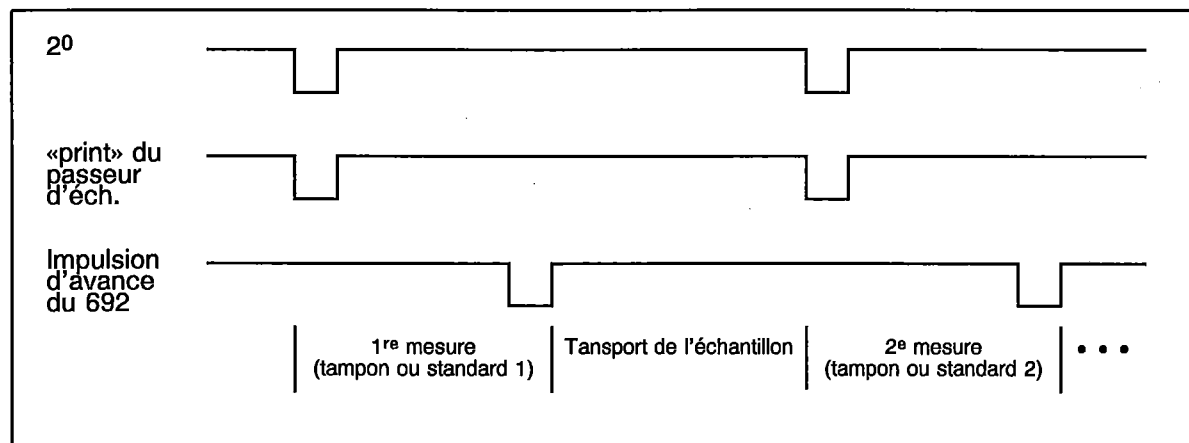 2⁰
«print» du
passeur
d'éch.
Impulsion
d'avance
du 692
1re mesure
(tampon ou standard 1)
Tansport de l'échantillon
2e mesure
(tampon ou standard 2)
• • •